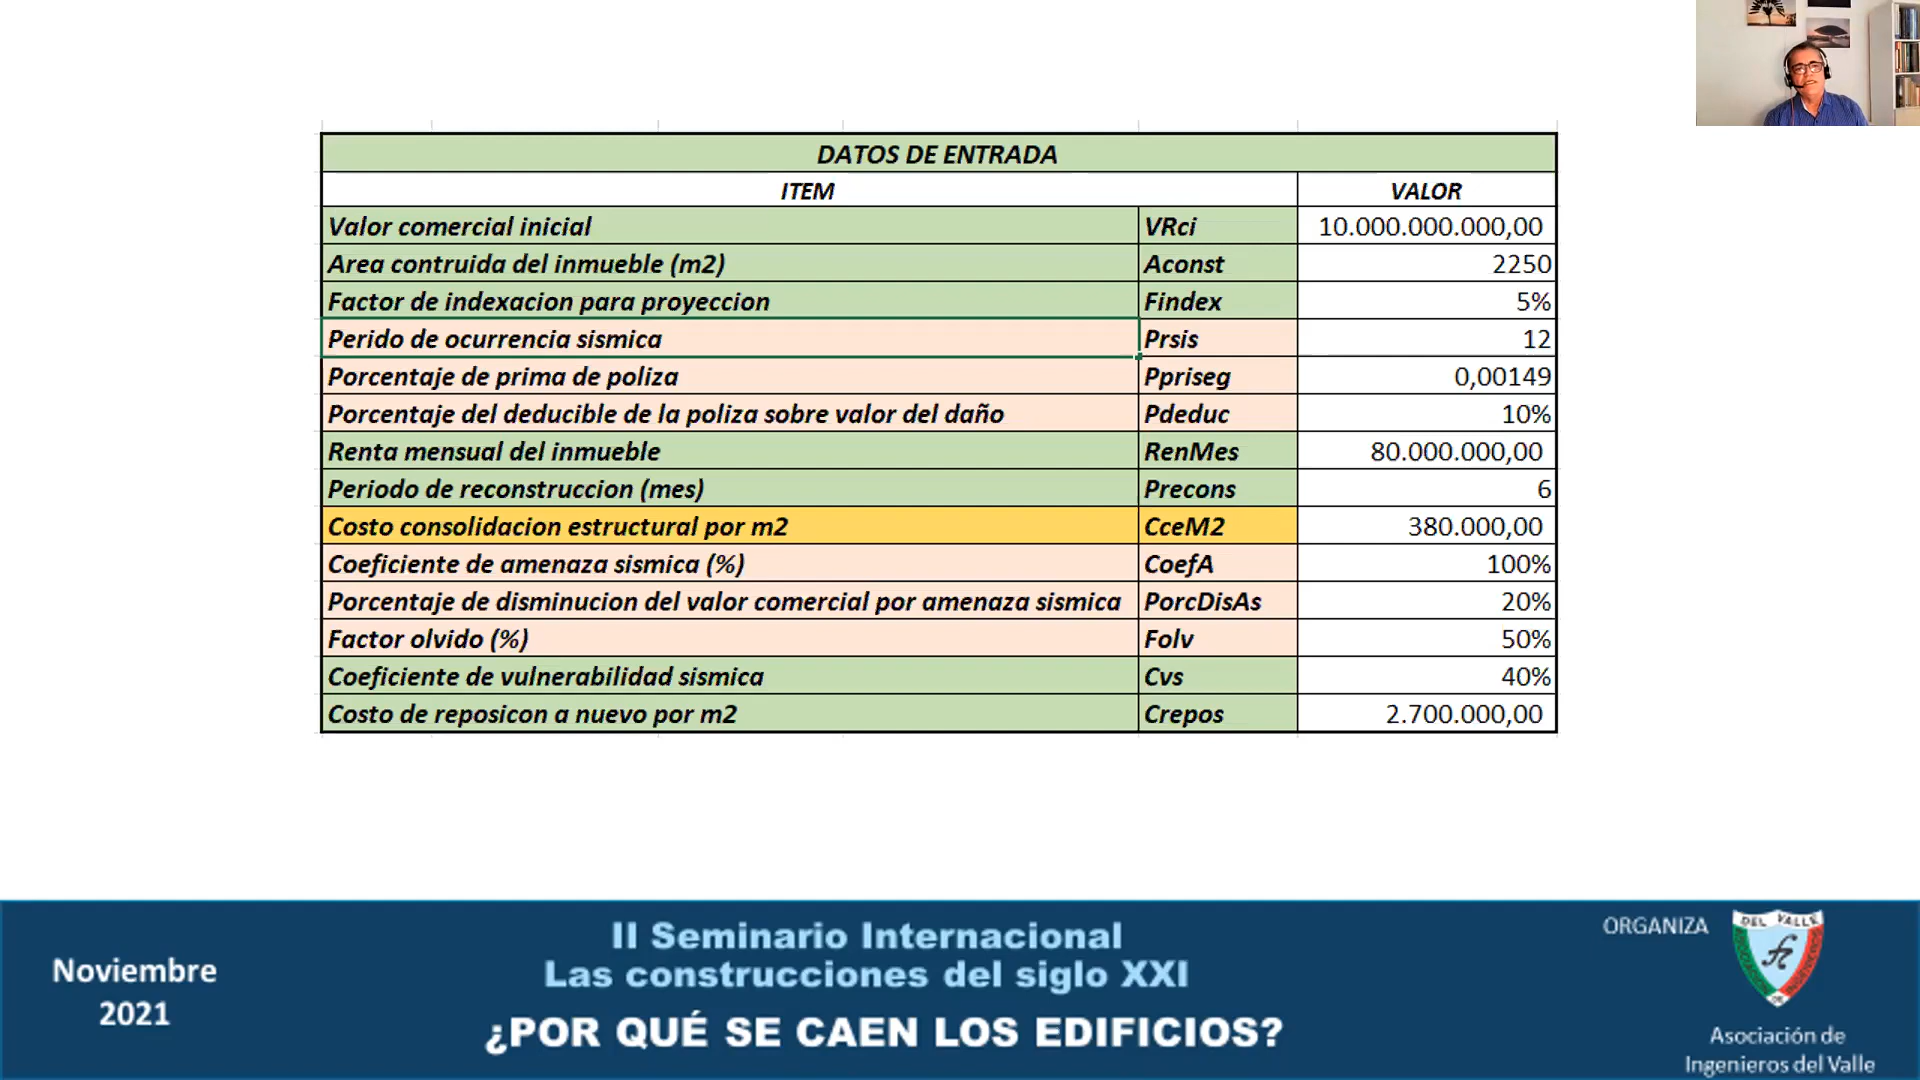 DATOS DE ENTRADA
ITEM VALOR
Valor comercial inicial VRci 10.000.000.000,00
Area contruida del inmueble (m2) Aconst 2250
Factor de indexacion para proyeccion Findex 5%
Perido de ocurrencia sismica Prsis 12
Porcentaje de prima de poliza Ppriseg 0,00149
Porcentaje del deducible de la poliza sobre valor del daño Pdeduc 10%
Renta mensual del inmueble RenMes 80.000.000,00
Periodo de reconstruccion (mes) Precons 6
Costo consolidacion estructural por m2 CceM2 380.000,00
Coeficiente de amenaza sismica (%) CoefA 100%
Porcentaje de disminucion del valor comercial por amenaza sismica PorcDisAs 20%
Factor olvido (%) Folv 50%
Coeficiente de vulnerabilidad sismica Cvs 40%
Costo de reposicon a nuevo por m2 Crepos 2.700.000,00
Noviembre
2021
II Seminario Internacional
Las construcciones del siglo XXI
¿POR QUÉ SE CAEN LOS EDIFICIOS?
ORGANIZA
DEL VALLE
Asociación de
Ingenieros del Valle